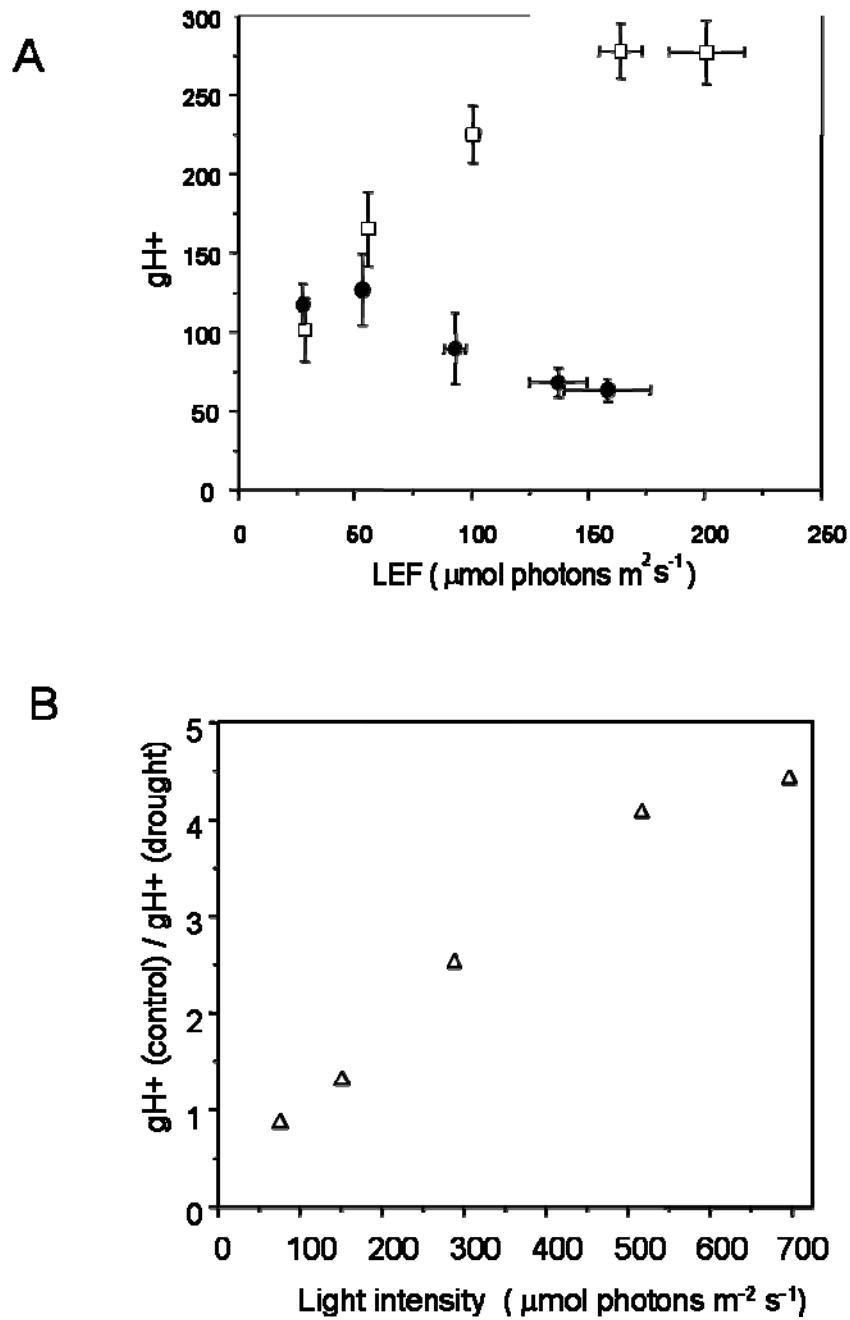 A
300
250
200
150
100
50
0
gH+
0 50 100 150 200 250
LEF ( µmol photons m² s⁻¹)
B
5
4
3
2
1
0
gH+ (control) / gH+ (drought)
0 100 200 300 400 500 600 700
Light intensity ( µmol photons m⁻² s⁻¹)